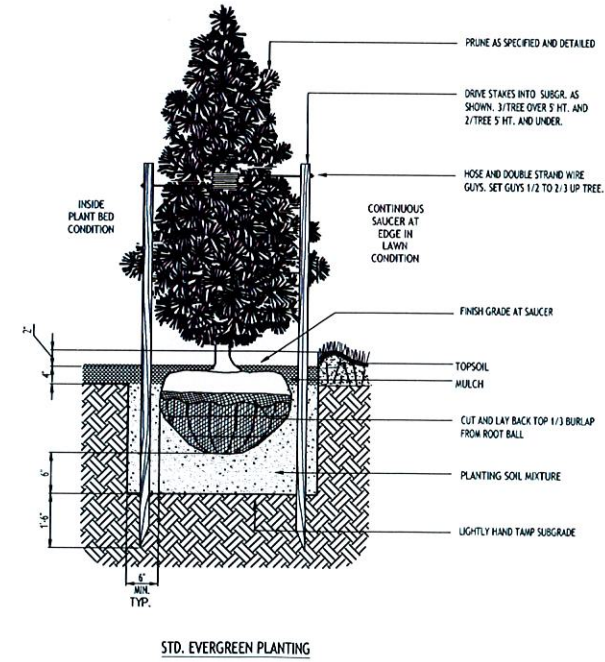 PRUNE AS SPECIFIED AND DETAILED
DRIVE STAKES INTO SUBGR. AS
SHOWN. 3/TREE OVER 5' HT. AND
2/TREE 5' HT. AND UNDER.
HOSE AND DOUBLE STRAND WIRE
GUYS. SET GUYS 1/2 TO 2/3 UP TREE.
INSIDE
PLANT BED
CONDITION
CONTINUOUS
SAUCER AT
EDGE IN
LAWN
CONDITION
FINISH GRADE AT SAUCER
2"
4"
TOPSOIL
MULCH
CUT AND LAY BACK TOP 1/3 BURLAP
FROM ROOT BALL
6"
PLANTING SOIL MIXTURE
1'-6"
LIGHTLY HAND TAMP SUBGRADE
6"
MIN.
TYP.
STD. EVERGREEN PLANTING